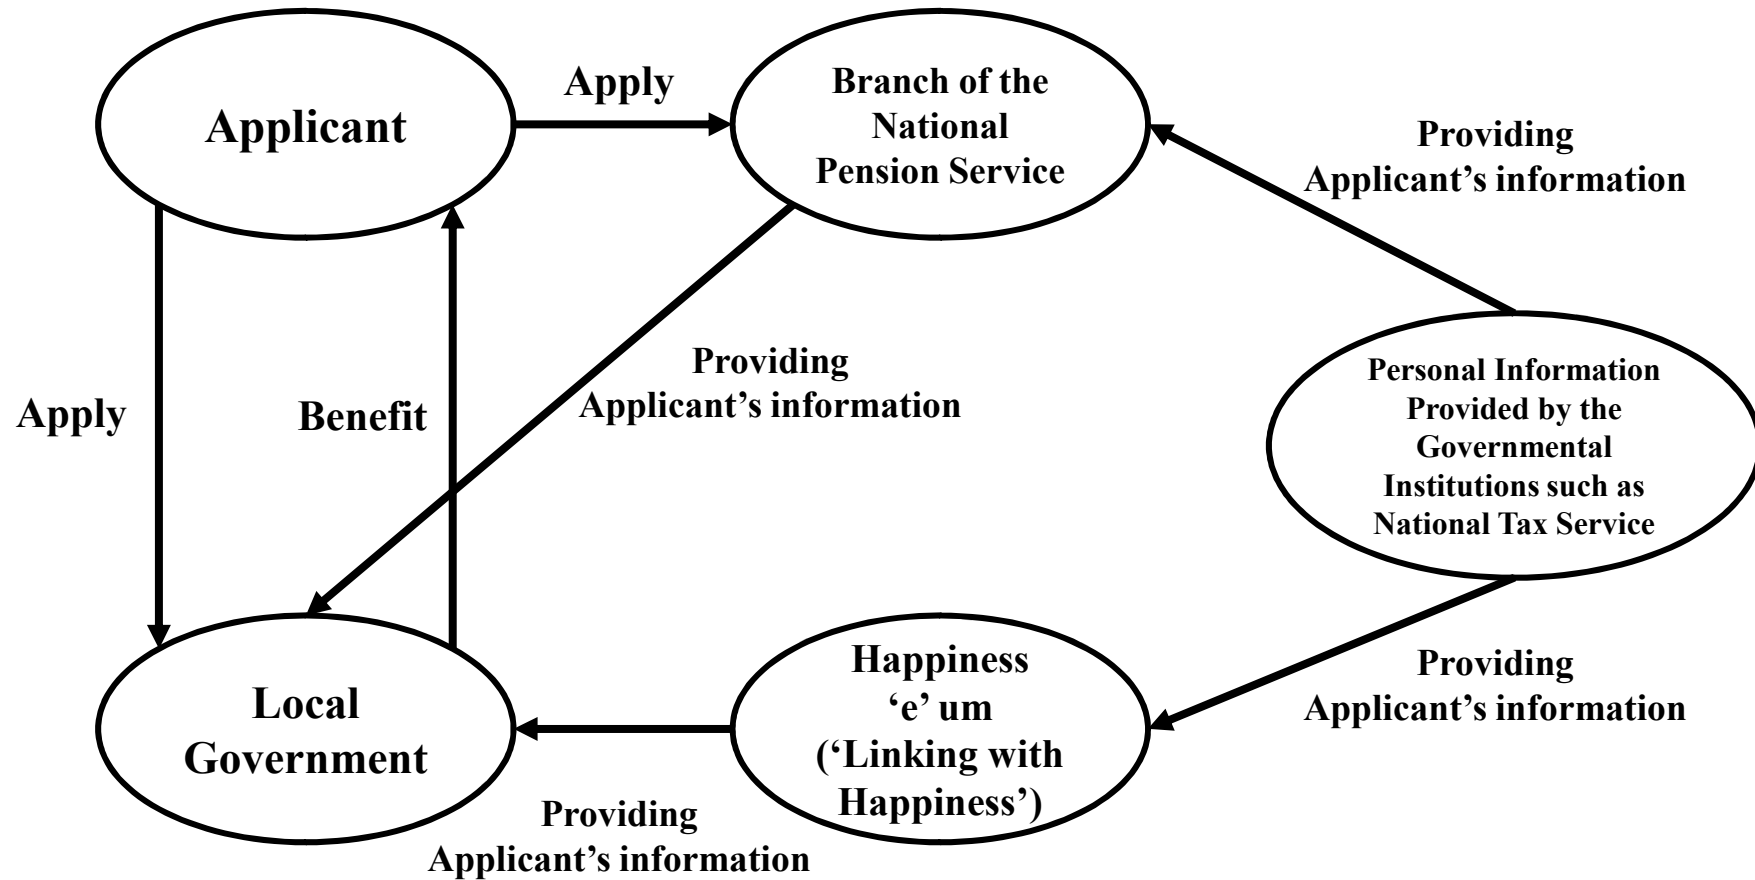 Applicant
Apply
Branch of the
National
Pension Service
Providing
Applicant’s information
Apply
Benefit
Providing
Applicant’s information
Personal Information
Provided by the
Governmental
Institutions such as
National Tax Service
Local
Government
Happiness
‘e’ um
(‘Linking with
Happiness’)
Providing
Applicant’s information
Providing
Applicant’s information